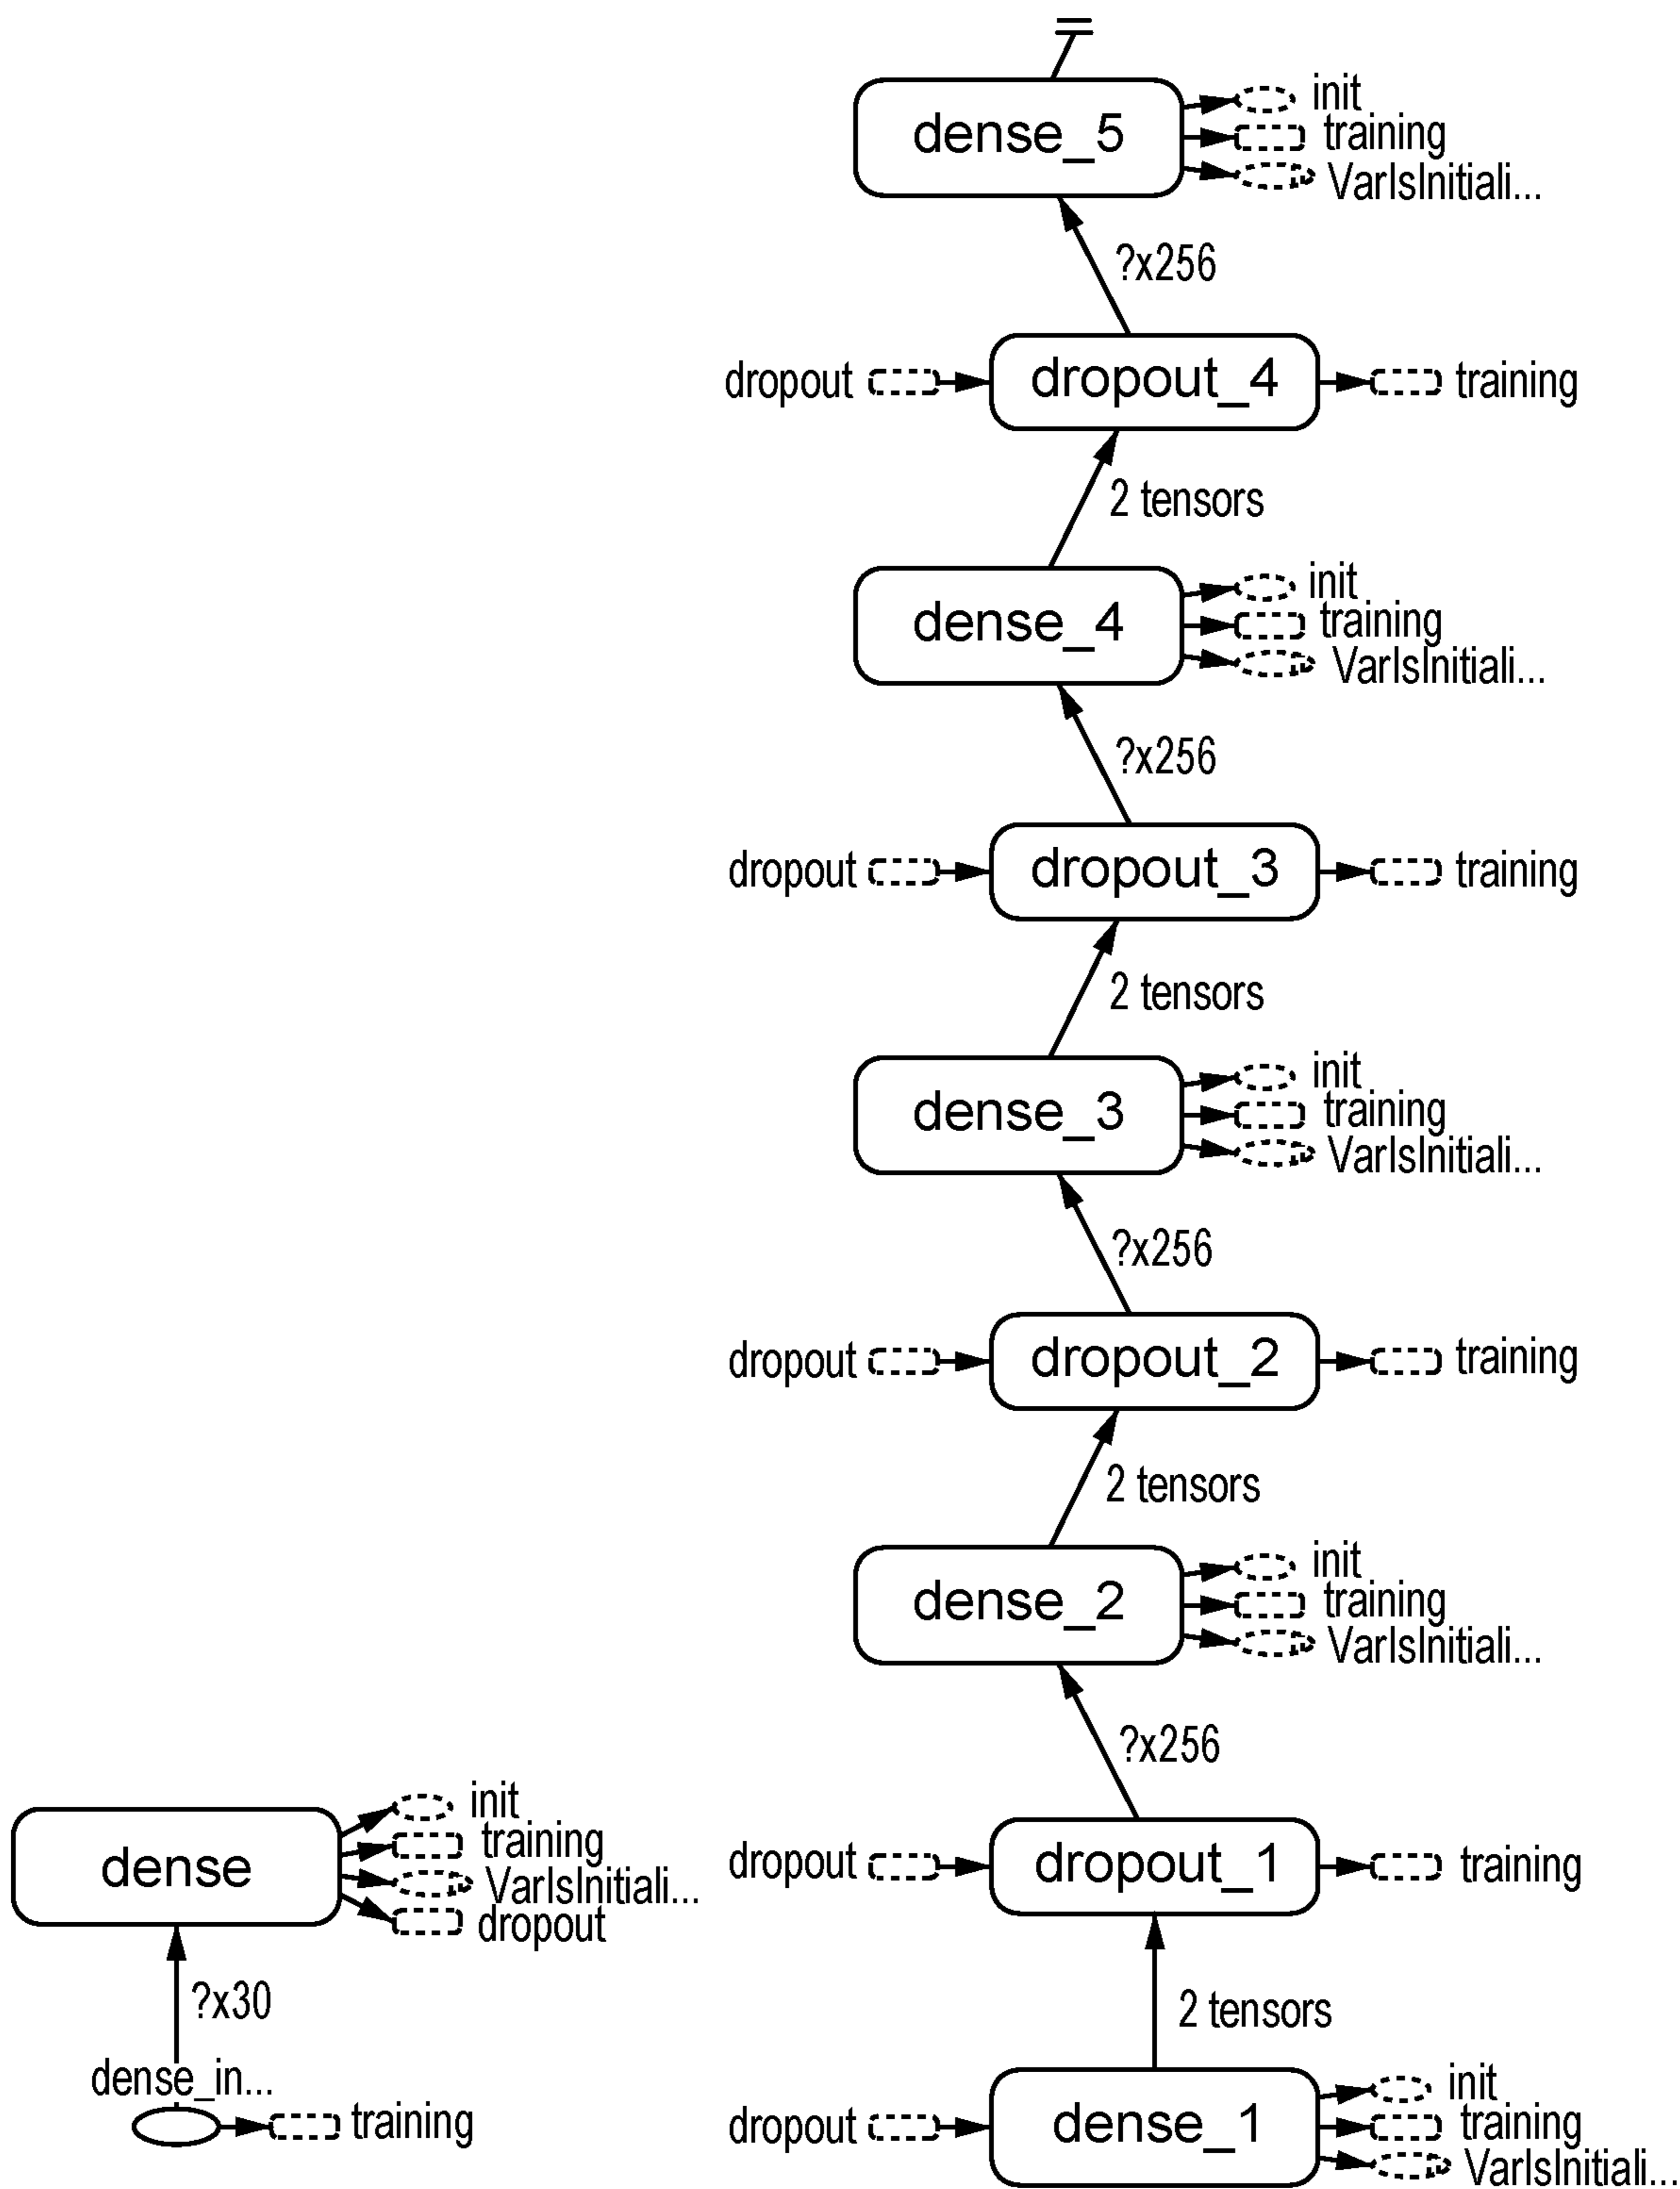 dense_5
init
training
VarIsInitiali...
?x256
dropout
dropout_4
training
2 tensors
dense_4
init
training
VarIsInitiali...
?x256
dropout
dropout_3
training
2 tensors
dense_3
init
training
VarIsInitiali...
?x256
dropout
dropout_2
training
2 tensors
dense_2
init
training
VarIsInitiali...
?x256
dropout
dropout_1
training
2 tensors
dropout
dense_1
init
training
VarIsInitiali...
dense
init
training
VarIsInitiali...
dropout
?x30
dense_in...
training